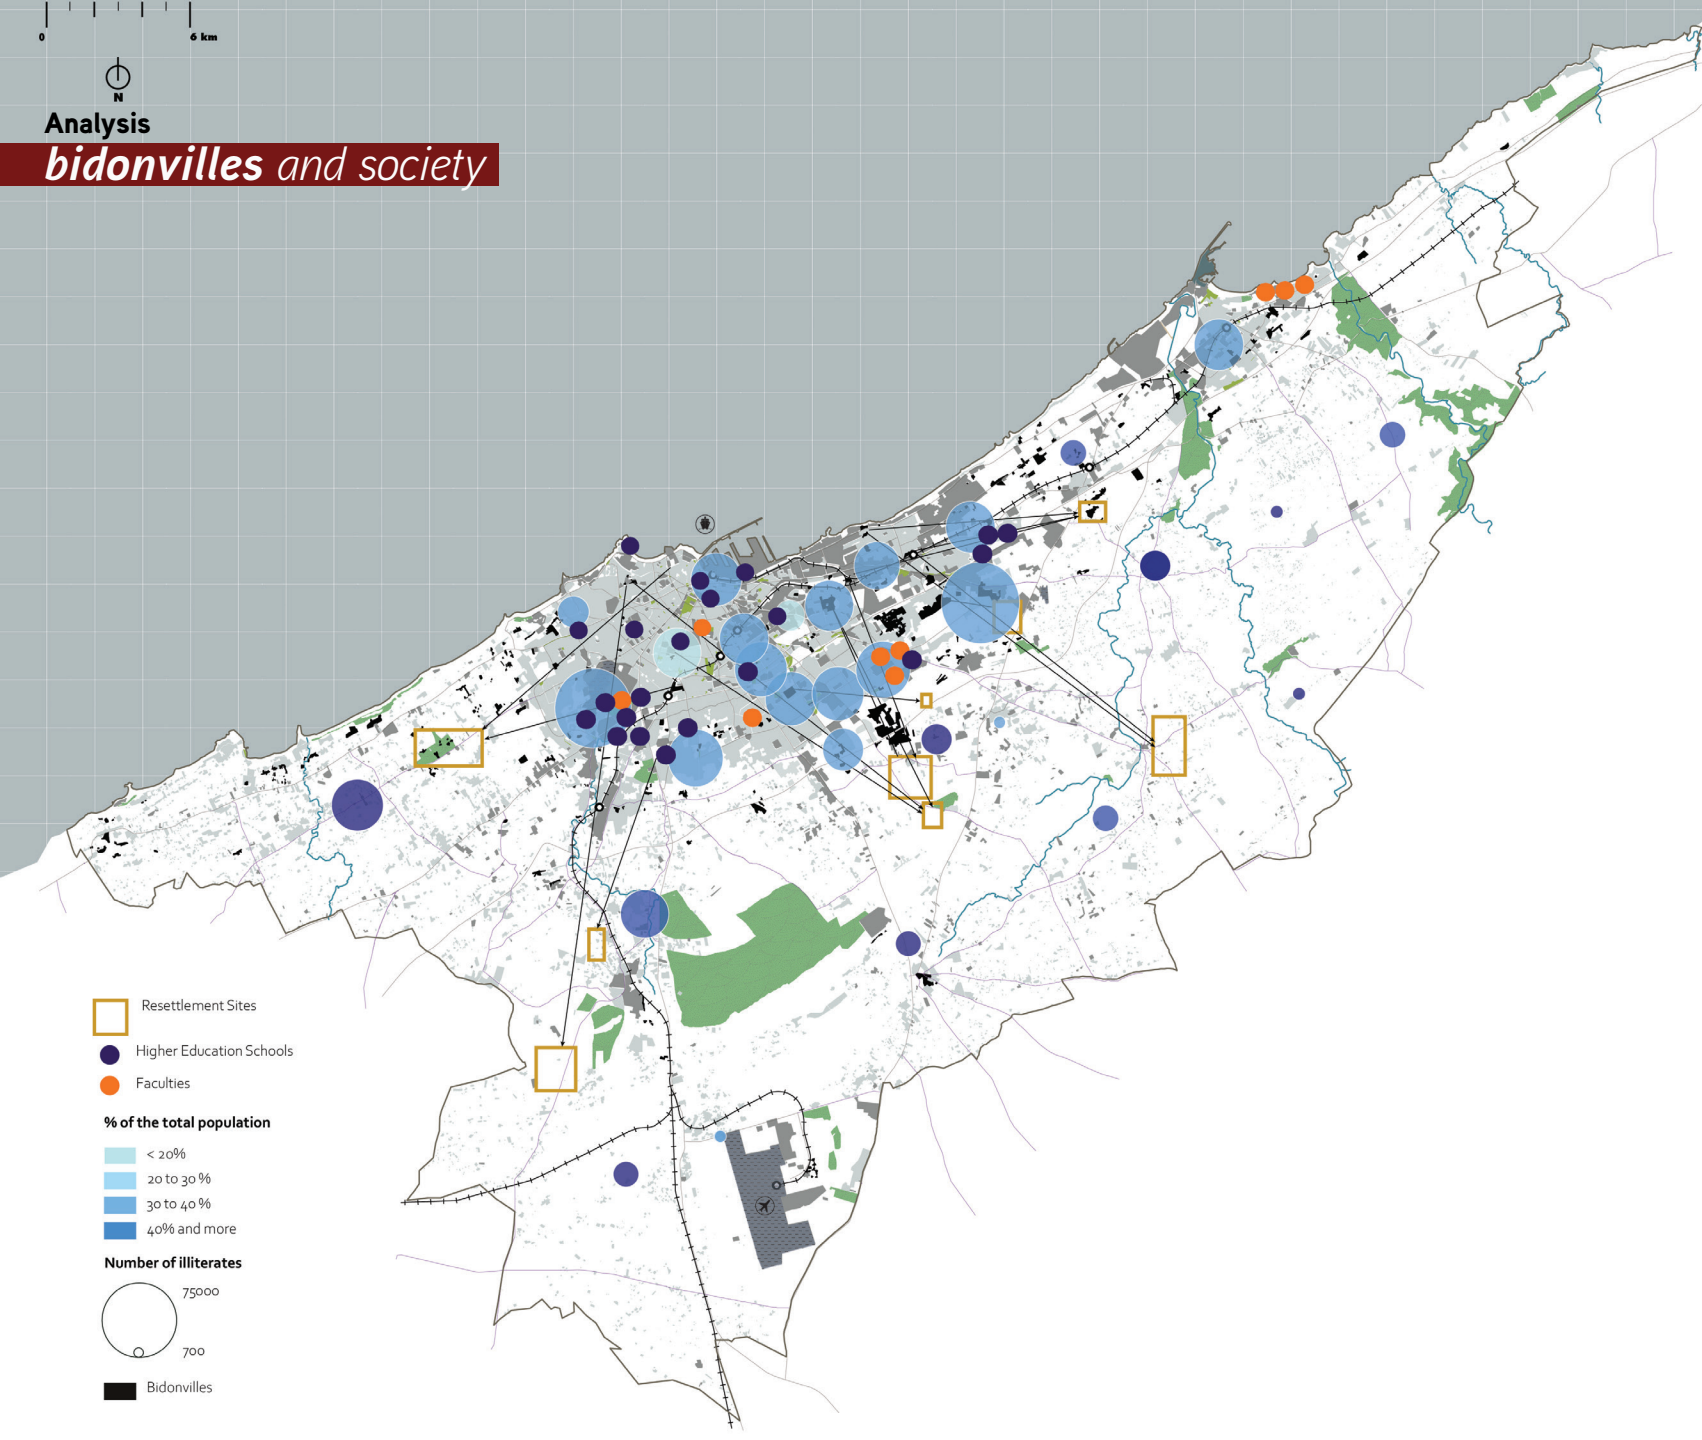 0 6 km
N
Analysis
bidonvilles and society
Resettlement Sites
Higher Education Schools
Faculties
% of the total population
< 20%
20 to 30 %
30 to 40 %
40% and more
Number of illiterates
75000
700
Bidonvilles